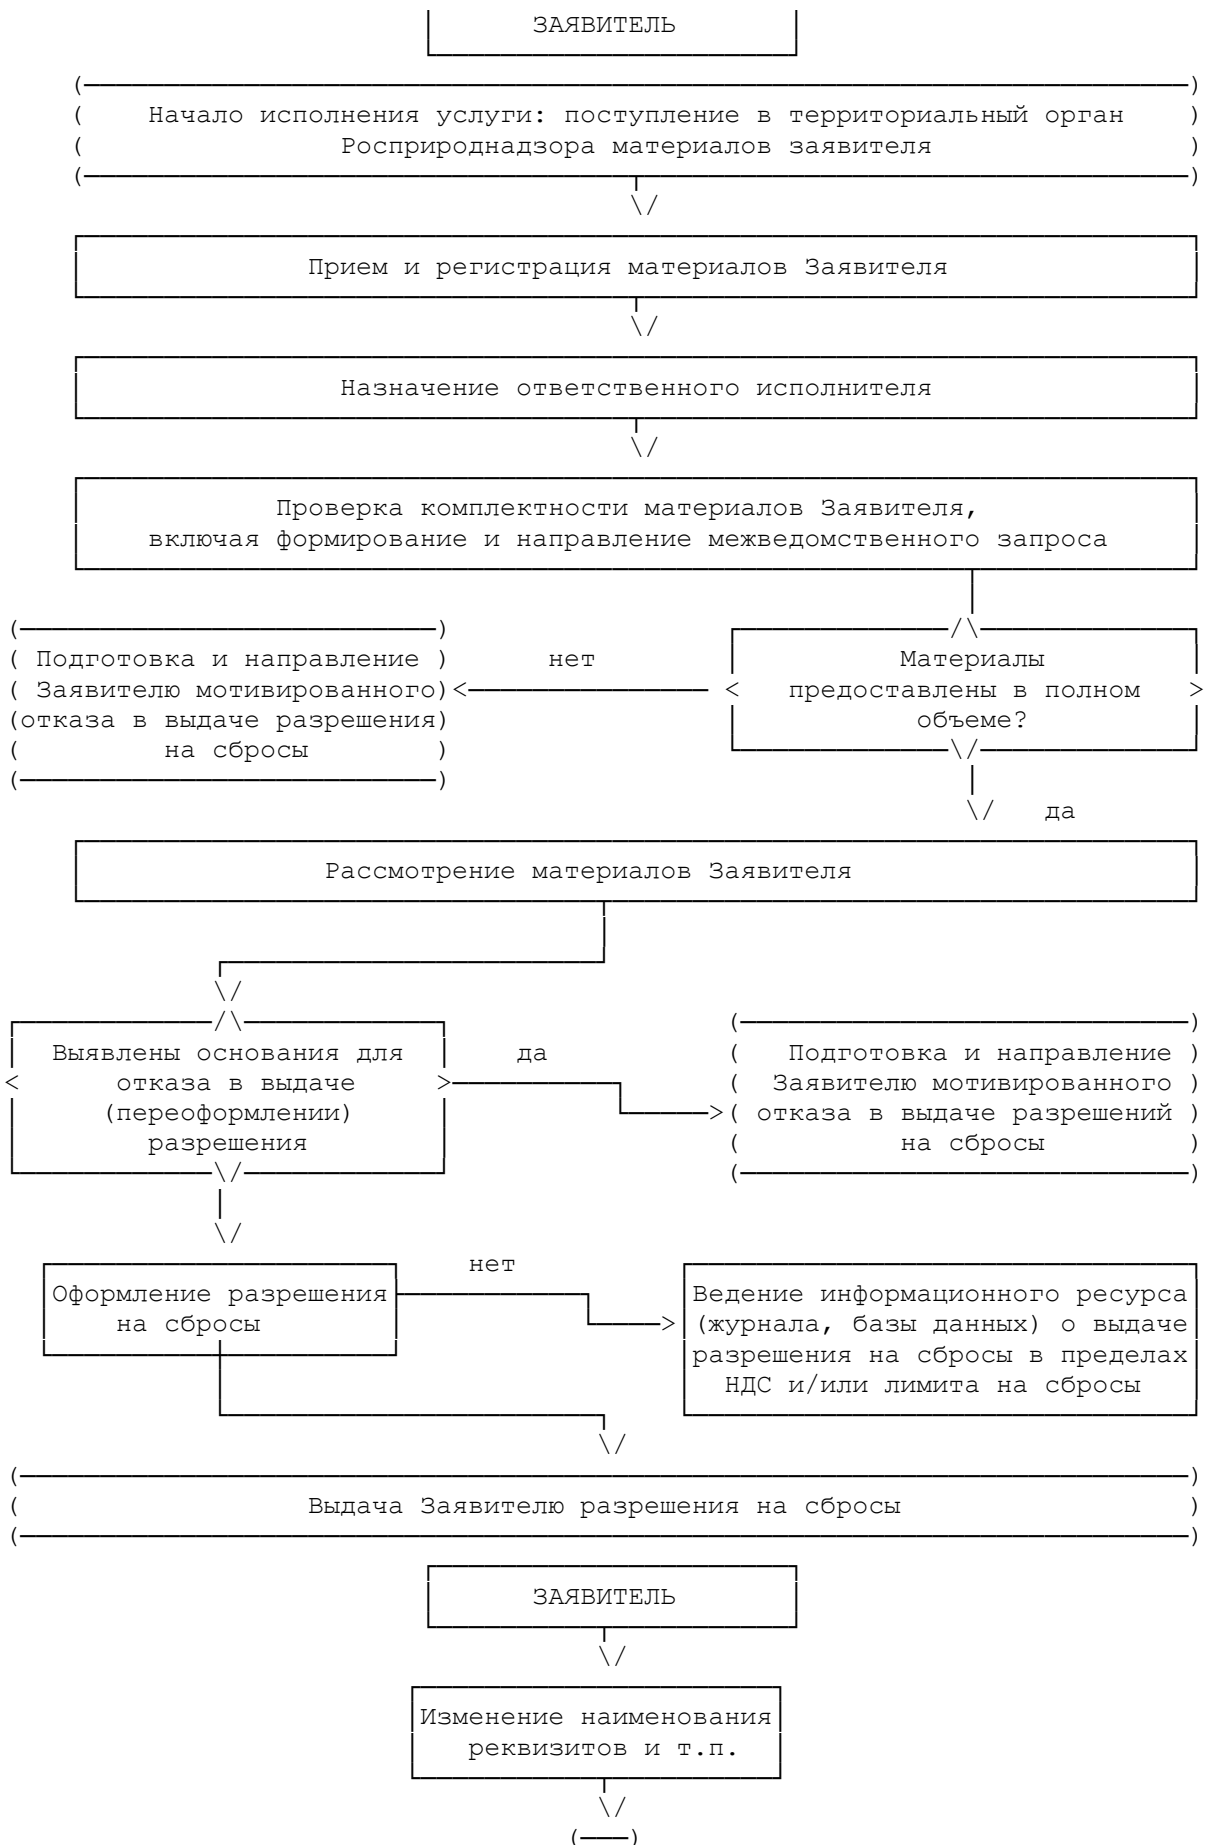 ЗАЯВИТЕЛЬ
Начало исполнения услуги: поступление в территориальный орган
Росприроднадзора материалов заявителя
Прием и регистрация материалов Заявителя
Назначение ответственного исполнителя
Проверка комплектности материалов Заявителя,
включая формирование и направление межведомственного запроса
Подготовка и направление
Заявителю мотивированного
отказа в выдаче разрешения
на сбросы
нет
Материалы
предоставлены в полном
объеме?
да
Рассмотрение материалов Заявителя
Выявлены основания для
отказа в выдаче
(переоформлении)
разрешения
да
Подготовка и направление
Заявителю мотивированного
отказа в выдаче разрешений
на сбросы
Оформление разрешения
на сбросы
нет
Ведение информационного ресурса
(журнала, базы данных) о выдаче
разрешения на сбросы в пределах
НДС и/или лимита на сбросы
Выдача Заявителю разрешения на сбросы
ЗАЯВИТЕЛЬ
Изменение наименования
реквизитов и т.п.